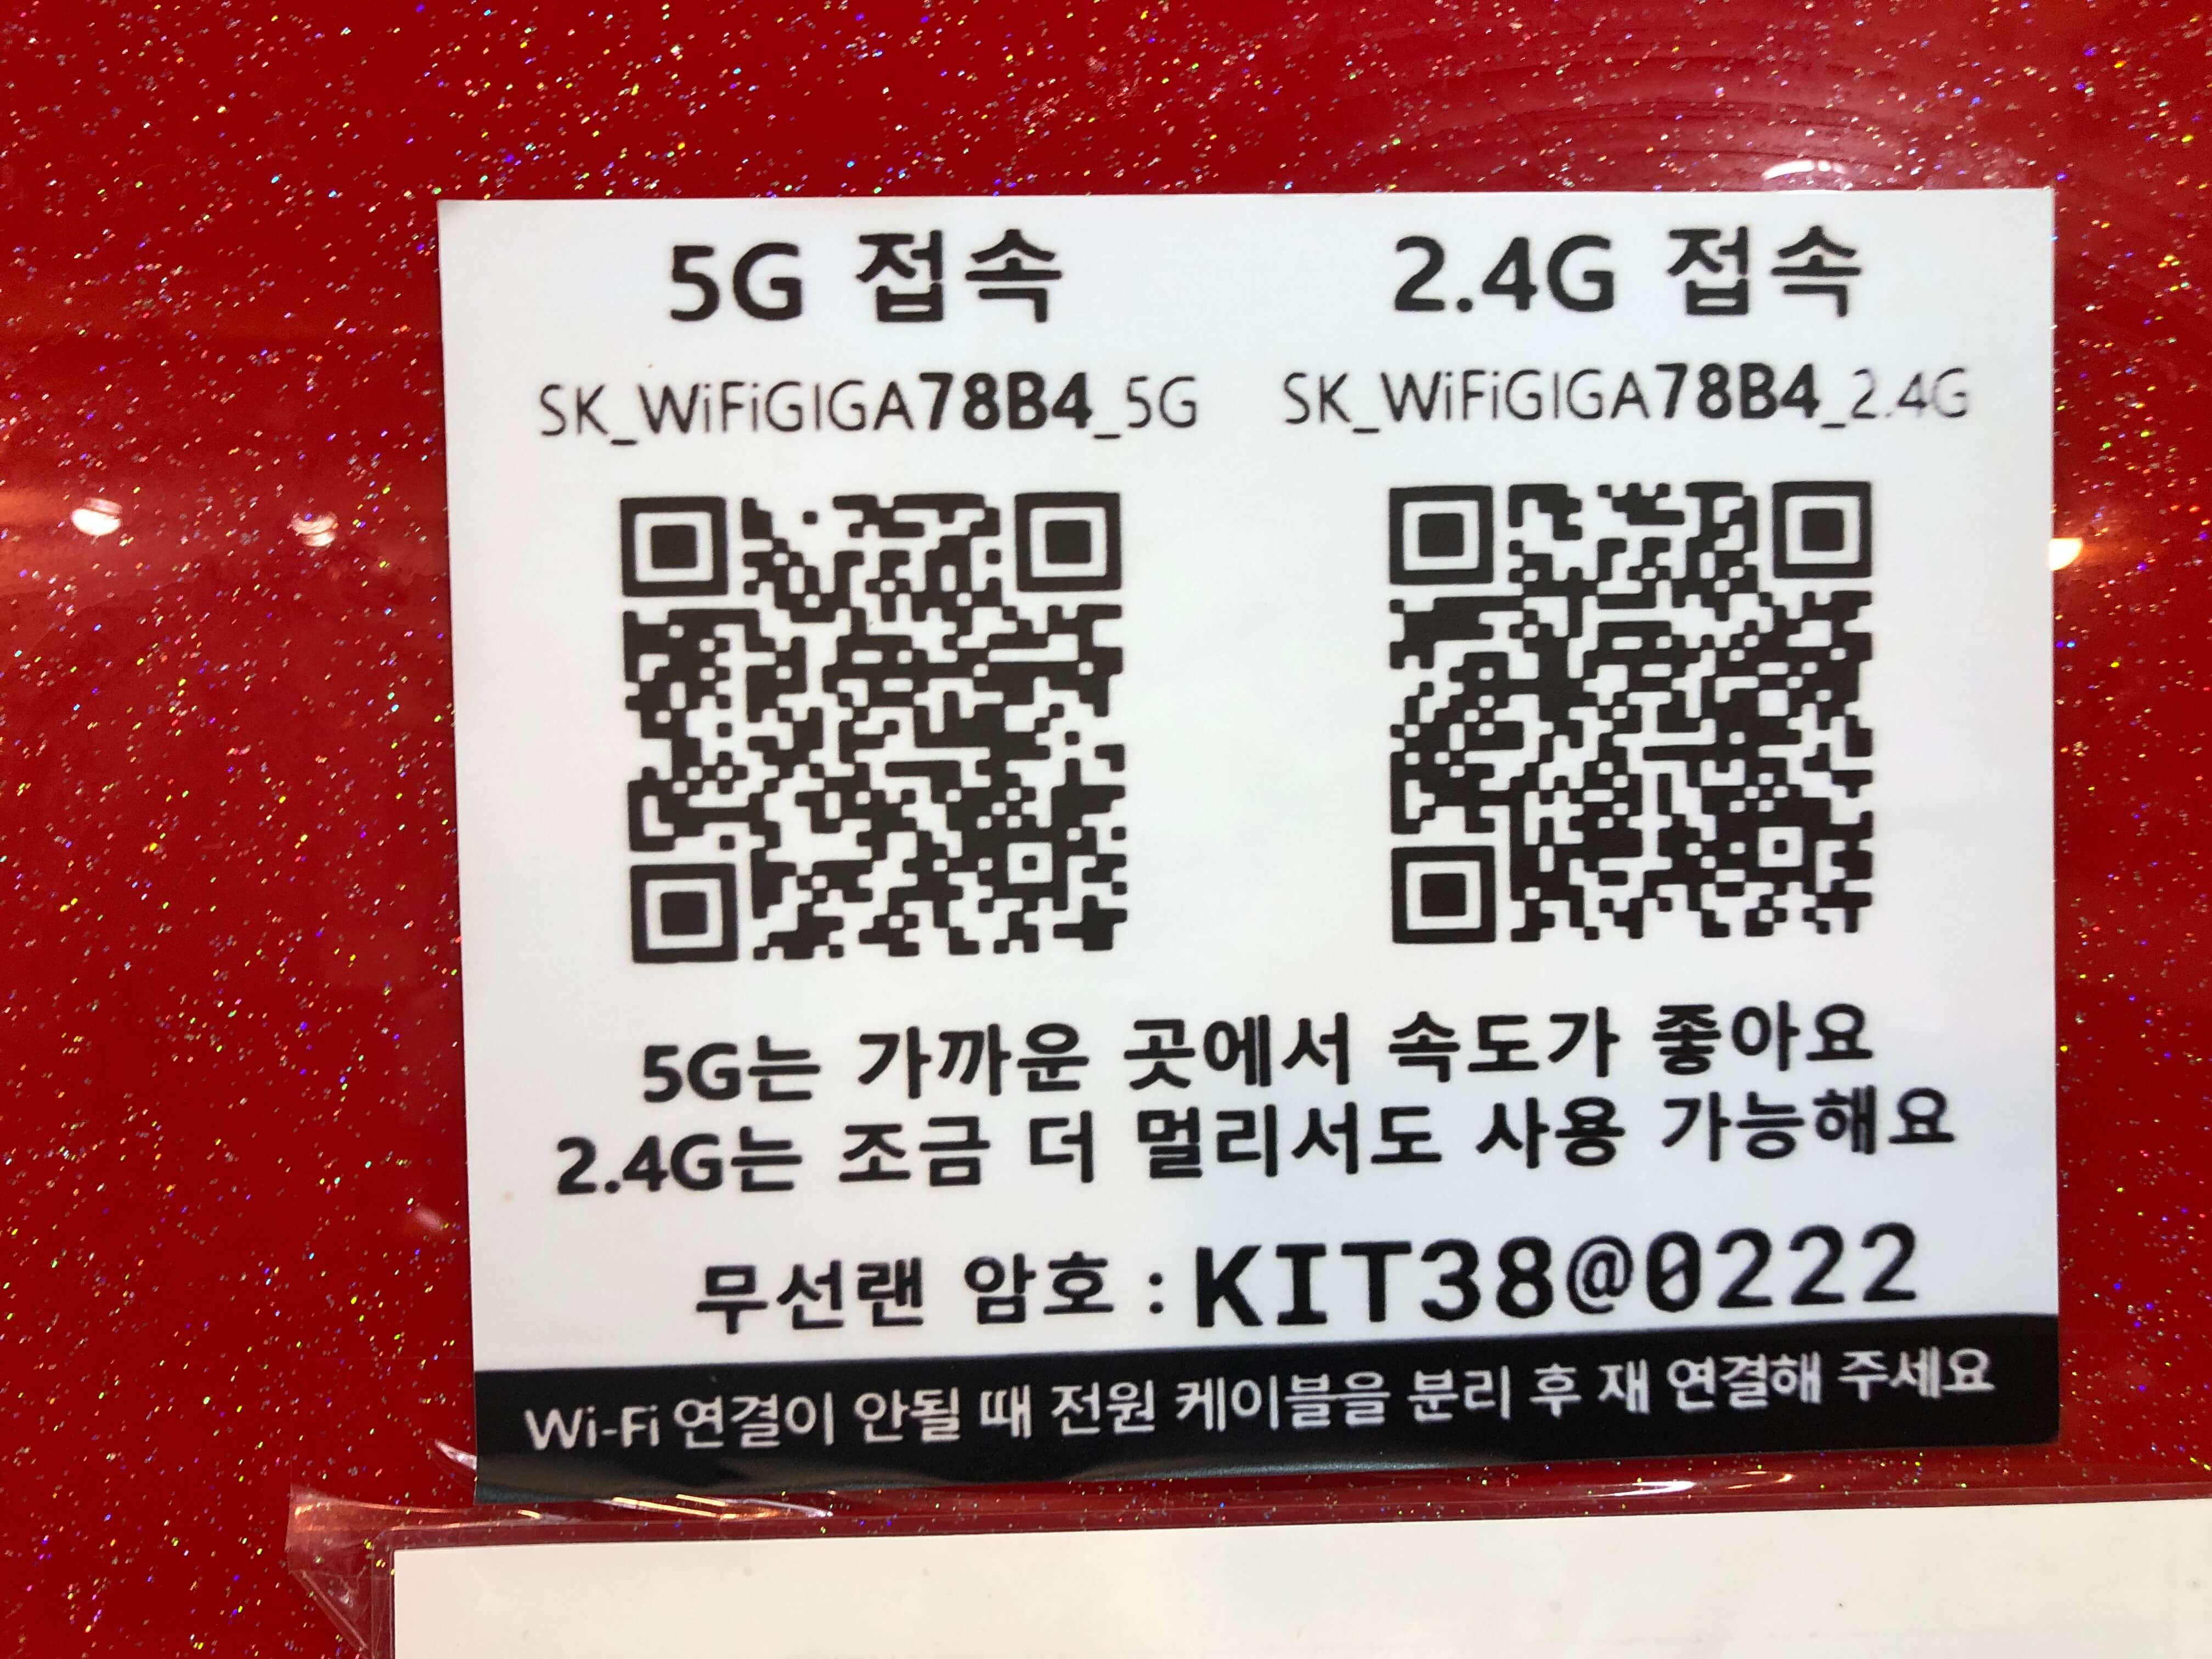 5G 접속
SK_WiFiGIGA78B4_5G
2.4G 접속
SK_WiFiGIGA78B4_2.4G
5G는 가까운 곳에서 속도가 좋아요
2.4G는 조금 더 멀리서도 사용 가능해요
무선랜 암호 : KIT38@0222
Wi-Fi 연결이 안될 때 전원 케이블을 분리 후 재 연결해 주세요